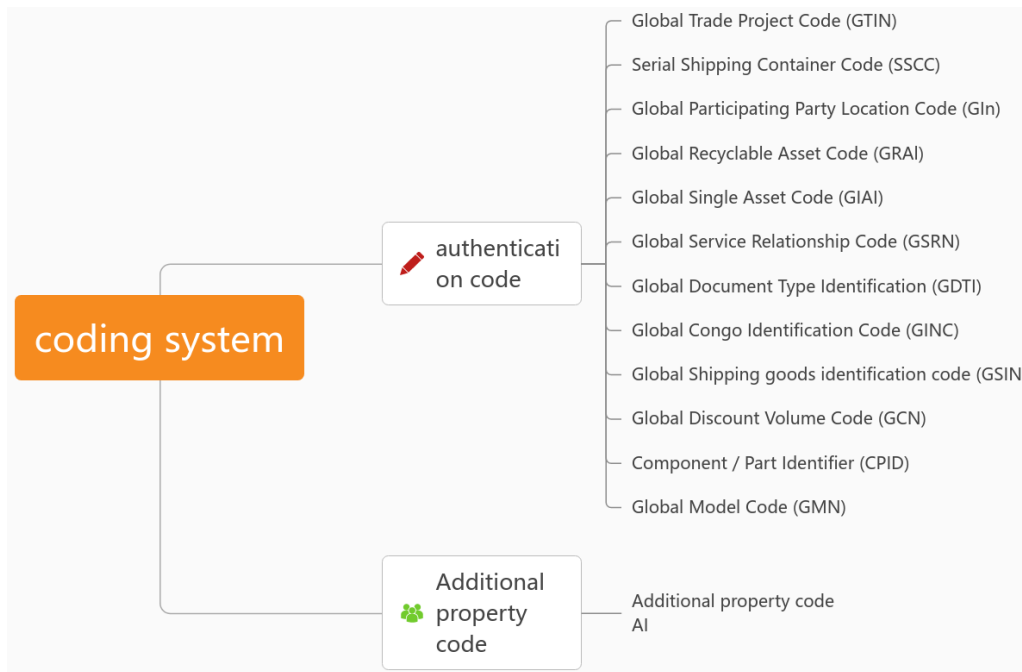 coding system
authenticati
on code
Global Trade Project Code (GTIN)
Serial Shipping Container Code (SSCC)
Global Participating Party Location Code (GIn)
Global Recyclable Asset Code (GRAl)
Global Single Asset Code (GIAI)
Global Service Relationship Code (GSRN)
Global Document Type Identification (GDTI)
Global Congo Identification Code (GINC)
Global Shipping goods identification code (GSIN
Global Discount Volume Code (GCN)
Component / Part Identifier (CPID)
Global Model Code (GMN)
Additional
property
code
Additional property code
AI